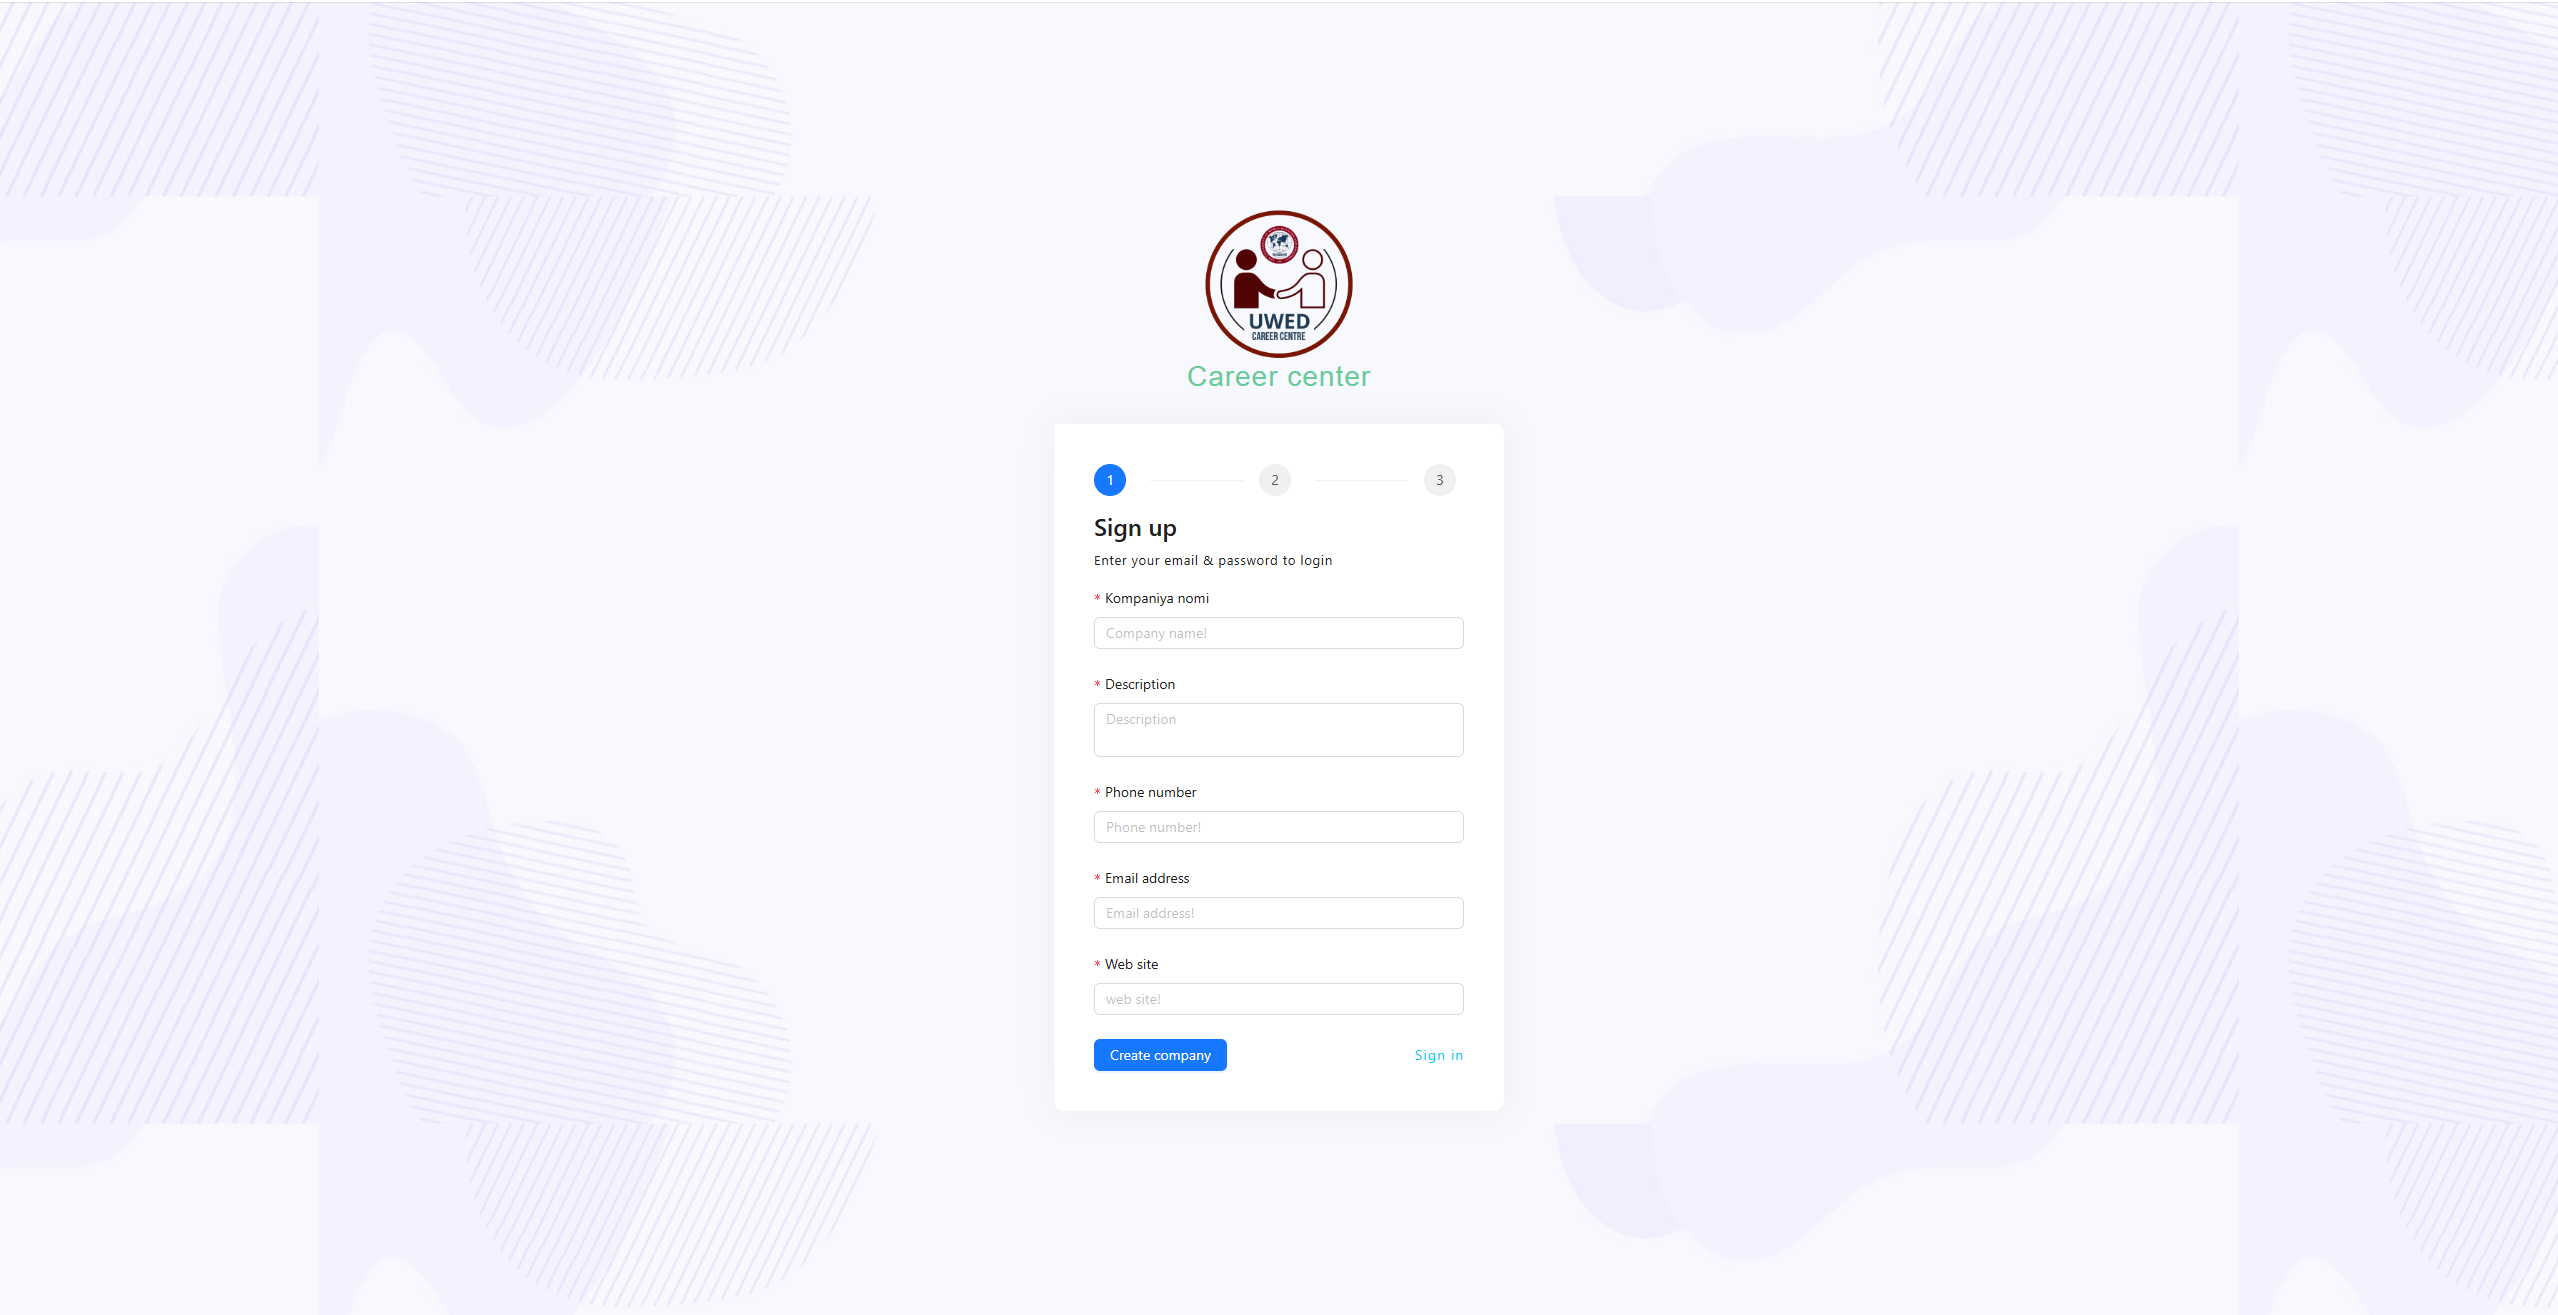 UWED
CAREER CENTRE
Career center
1
2
3
Sign up
Enter your email & password to login
* Kompaniya nomi
Company name!
* Description
Description
* Phone number
Phone number!
* Email address
Email address!
* Web site
web site!
Create company
Sign in